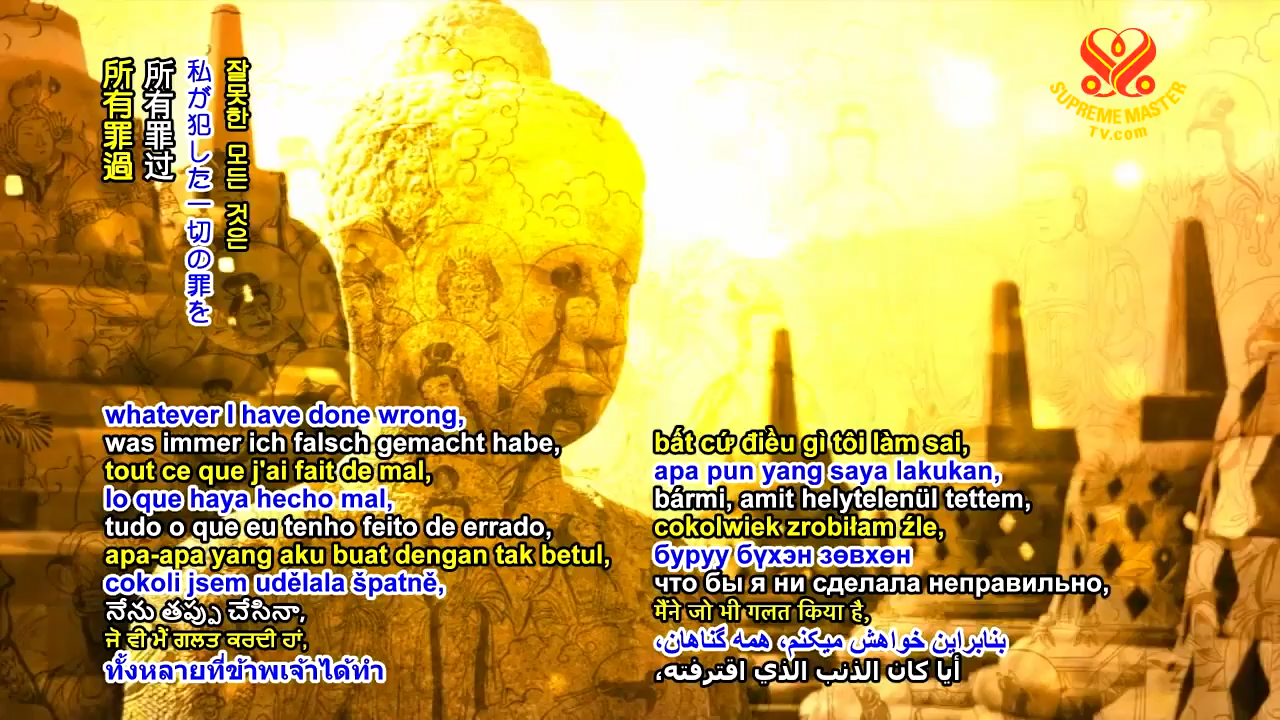 所有罪過
所有罪过
私が犯した一切の罪を
잘못한 모든 것은
SUPREME MASTER
TV.com
whatever I have done wrong,
was immer ich falsch gemacht habe,
tout ce que j'ai fait de mal,
lo que haya hecho mal,
tudo o que eu tenho feito de errado,
apa-apa yang aku buat dengan tak betul,
cokoli jsem udělala špatně,
నేను తప్పు చేసినా,
ਜੋ ਵੀ ਮੈਂ ਗਲਤ ਕਰਦੀ ਹਾਂ,
ทั้งหลายที่ข้าพเจ้าได้ทำ
bất cứ điều gì tôi làm sai,
apa pun yang saya lakukan,
bármi, amit helytelenül tettem,
cokolwiek zrobiłam źle,
буруу бүхэн зөвхөн
что бы я ни сделала неправильно,
मैंने जो भी गलत किया है,
بنابراین خواهش میکنم، همه گناهان،
أيا كان الذنب الذي اقترفته،